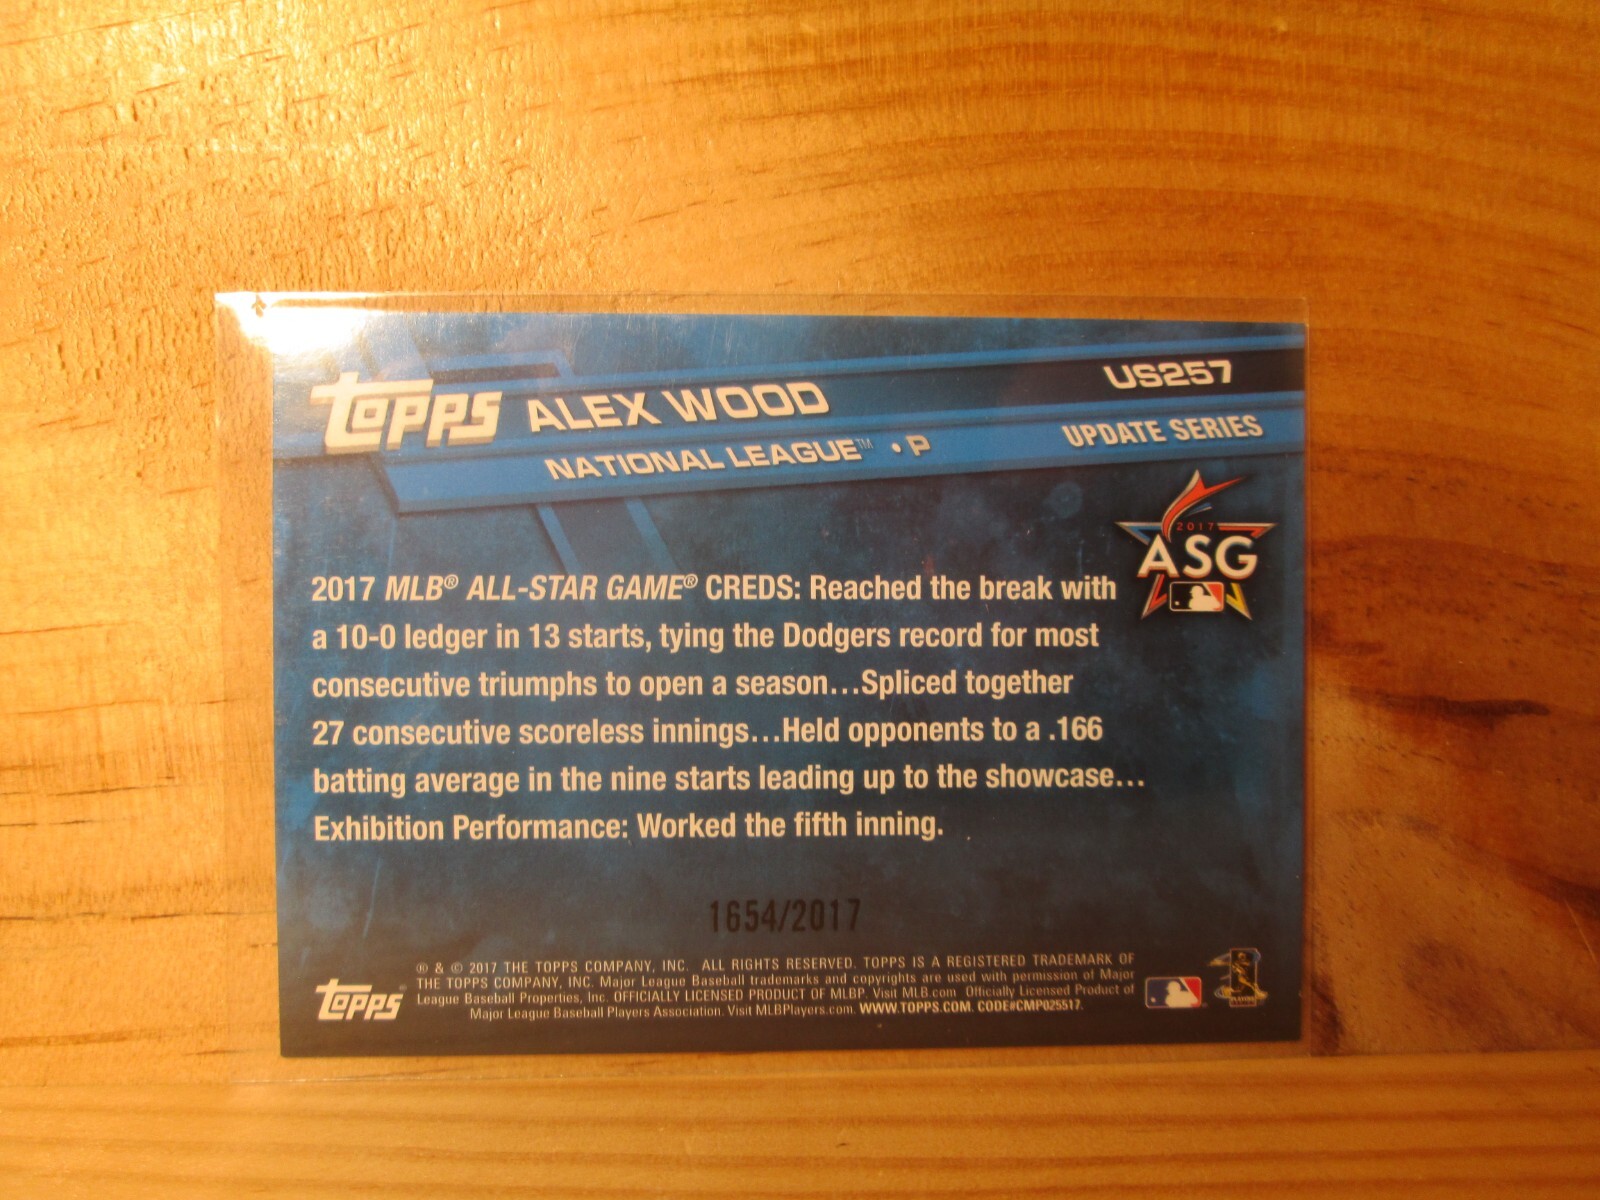 TOPPS ALEX WOOD US257
NATIONAL LEAGUE™ • P UPDATE SERIES
2017
ASG
2017 MLB® ALL-STAR GAME® CREDS: Reached the break with
a 10-0 ledger in 13 starts, tying the Dodgers record for most
consecutive triumphs to open a season...Spliced together
27 consecutive scoreless innings...Held opponents to a .166
batting average in the nine starts leading up to the showcase...
Exhibition Performance: Worked the fifth inning.
1654/2017
® & © 2017 THE TOPPS COMPANY, INC. ALL RIGHTS RESERVED. TOPPS IS A REGISTERED TRADEMARK OF
THE TOPPS COMPANY, INC. Major League Baseball trademarks and copyrights are used with permission of Major
League Baseball Properties, Inc. OFFICIALLY LICENSED PRODUCT OF MLBP. Visit MLB.com Officially Licensed Product of
Major League Baseball Players Association. Visit MLBPlayers.com. WWW.TOPPS.COM. CODE#CMP025517.
TOPPS®